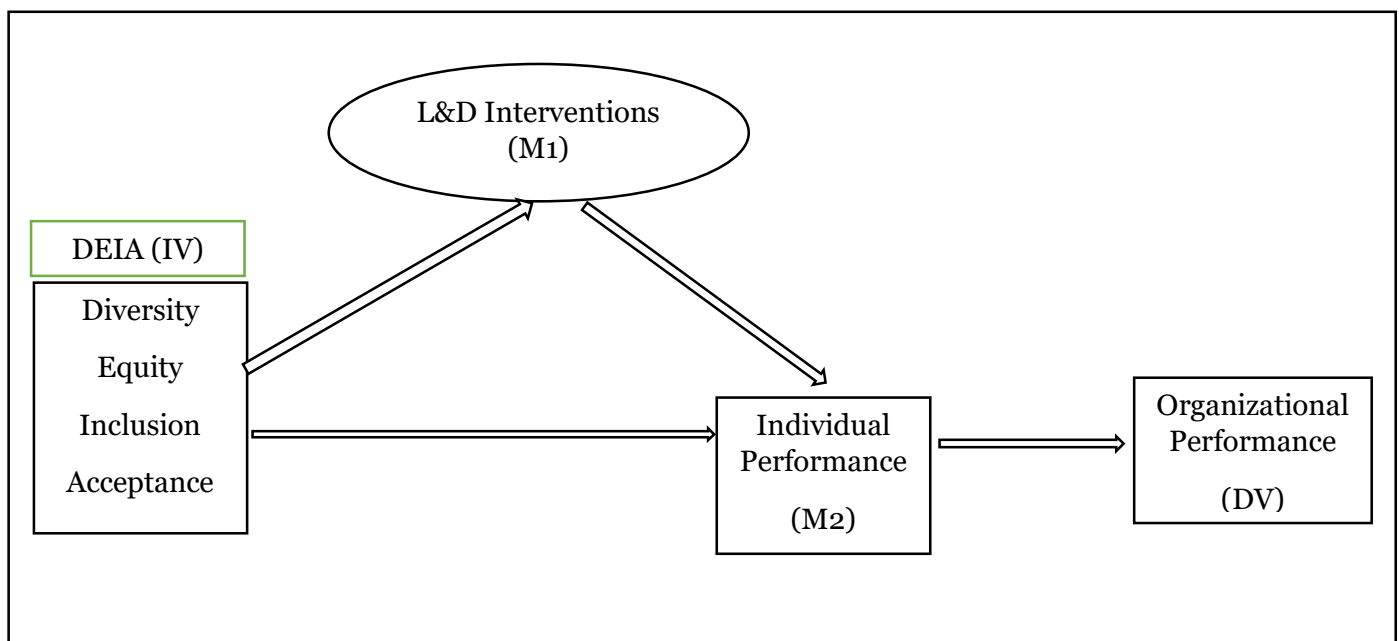 L&D Interventions
(M1)
DEIA (IV)
Diversity
Equity
Inclusion
Acceptance
Individual
Performance
(M2)
Organizational
Performance
(DV)